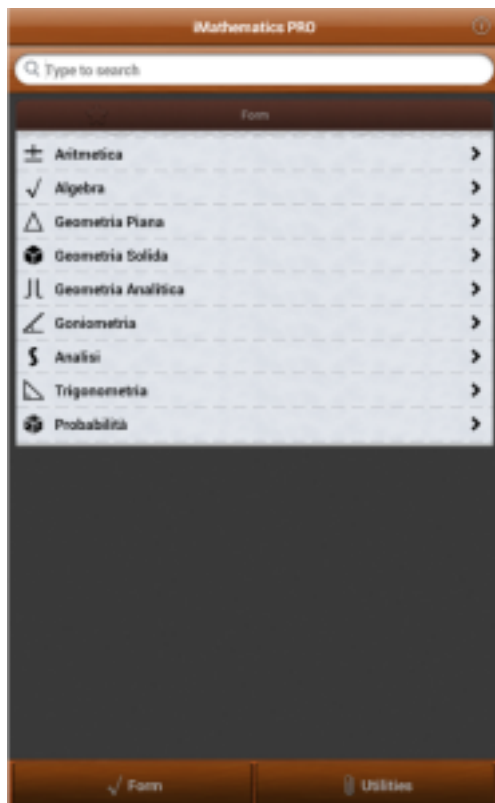 iMathematics PRO
Type to search
Form
Aritmetica
Algebra
Geometria Piana
Geometria Solida
Geometria Analitica
Goniometria
Analisi
Trigonometria
Probabilità
Form
Utilities